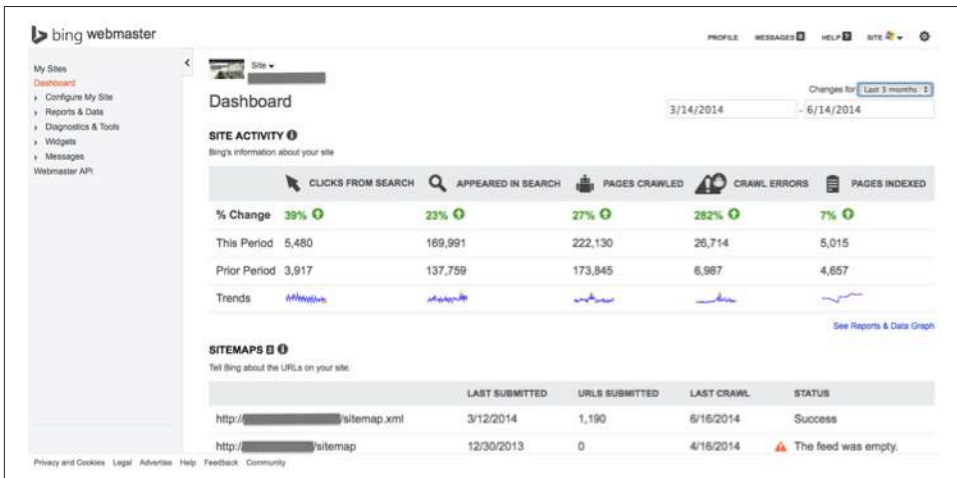 bing webmaster
PROFILE MESSAGES HELP SITE
My Sites
Dashboard
Configure My Site
Reports & Data
Diagnostics & Tools
Widgets
Messages
Webmaster API
Site
Dashboard
Changes for: Last 3 months
3/14/2014 - 6/14/2014
SITE ACTIVITY
Bing's information about your site
CLICKS FROM SEARCH APPEARED IN SEARCH PAGES CRAWLED CRAWL ERRORS PAGES INDEXED
% Change 39% 23% 27% 282% 7%
This Period 5,480 169,991 222,130 26,714 5,015
Prior Period 3,917 137,759 173,845 6,987 4,657
Trends
See Reports & Data Graph
SITEMAPS
Tell Bing about the URLs on your site.
LAST SUBMITTED URLS SUBMITTED LAST CRAWL STATUS
http:// /sitemap.xml 3/12/2014 1,190 6/16/2014 Success
http:// /sitemap 12/30/2013 0 4/16/2014 The feed was empty.
Privacy and Cookies Legal Advertise Help Feedback Community